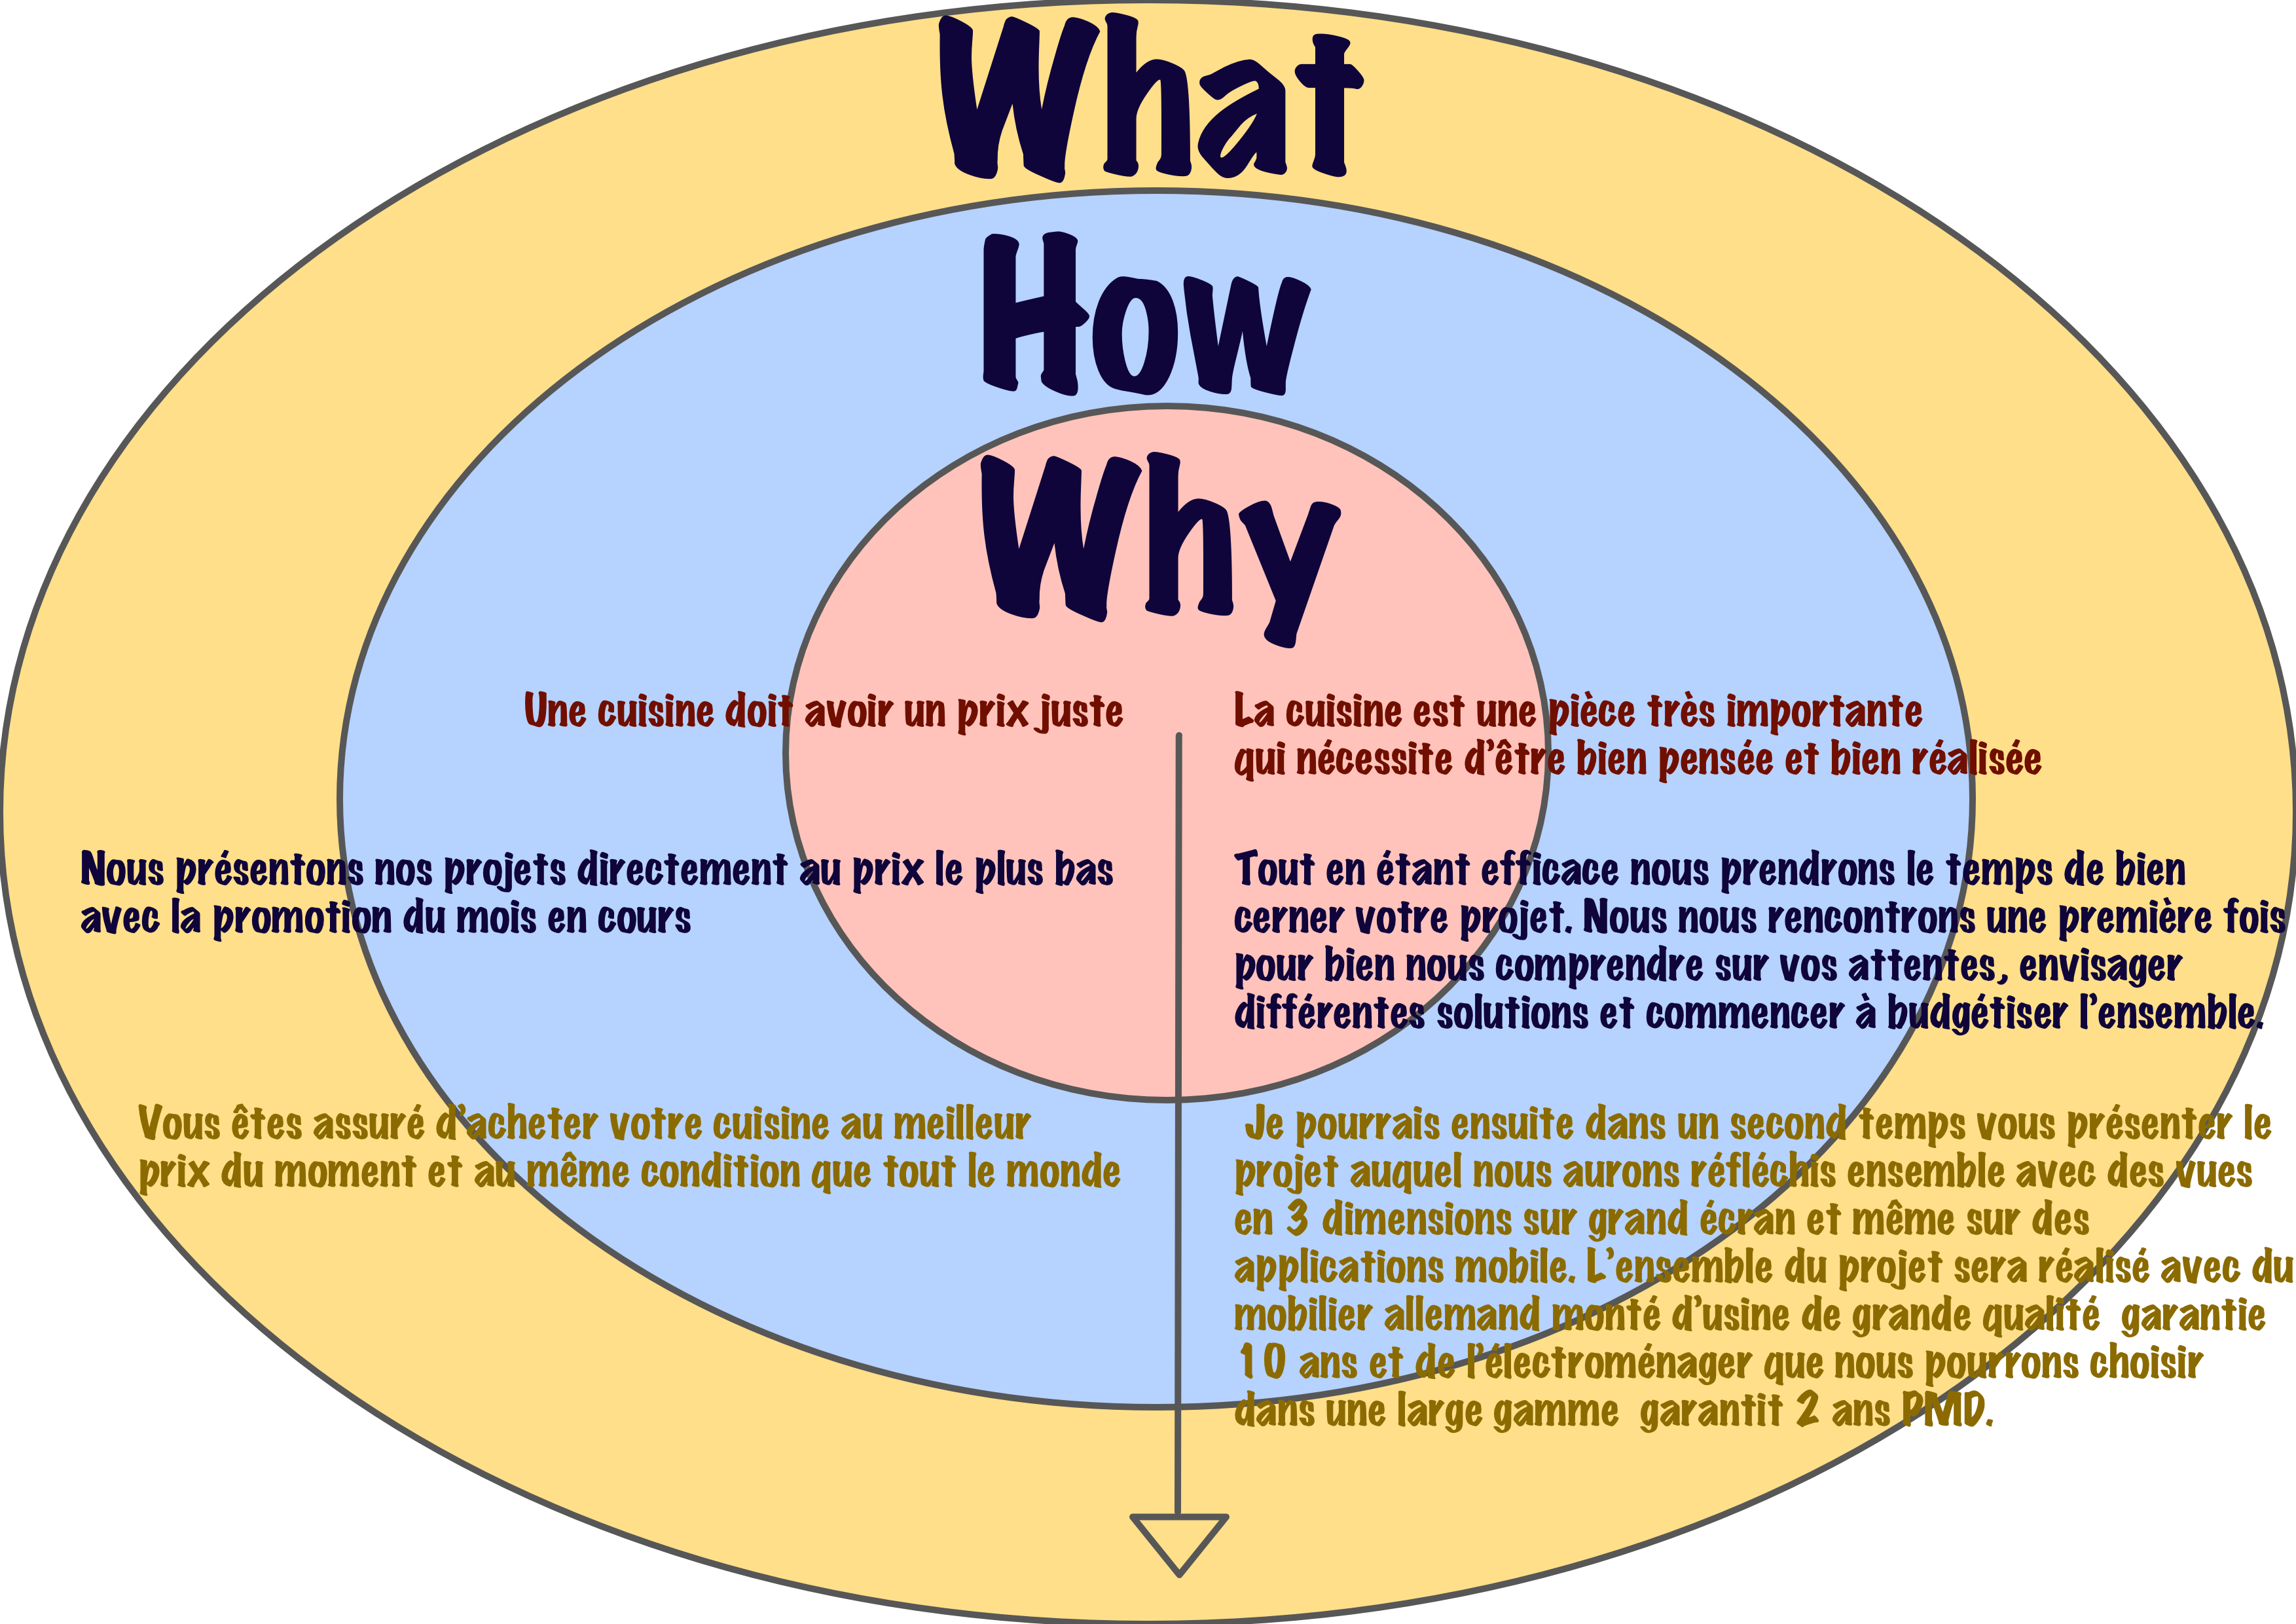 What
How
Why
Une cuisine doit avoir un prix juste
La cuisine est une pièce très importante
qui nécessite d'être bien pensée et bien réalisée
Nous présentons nos projets directement au prix le plus bas
avec la promotion du mois en cours
Tout en étant efficace nous prendrons le temps de bien
cerner votre projet. Nous nous rencontrons une première fois
pour bien nous comprendre sur vos attentes, envisager
différentes solutions et commencer à budgétiser l'ensemble.
Vous êtes assuré d'acheter votre cuisine au meilleur
prix du moment et au même condition que tout le monde
Je pourrais ensuite dans un second temps vous présenter le
projet auquel nous aurons réfléchis ensemble avec des vues
en 3 dimensions sur grand écran et même sur des
applications mobile. L'ensemble du projet sera réalisé avec du
mobilier allemand monté d'usine de grande qualité  garantie
10 ans et de l'électroménager que nous pourrons choisir
dans une large gamme  garantit 2 ans PMD.